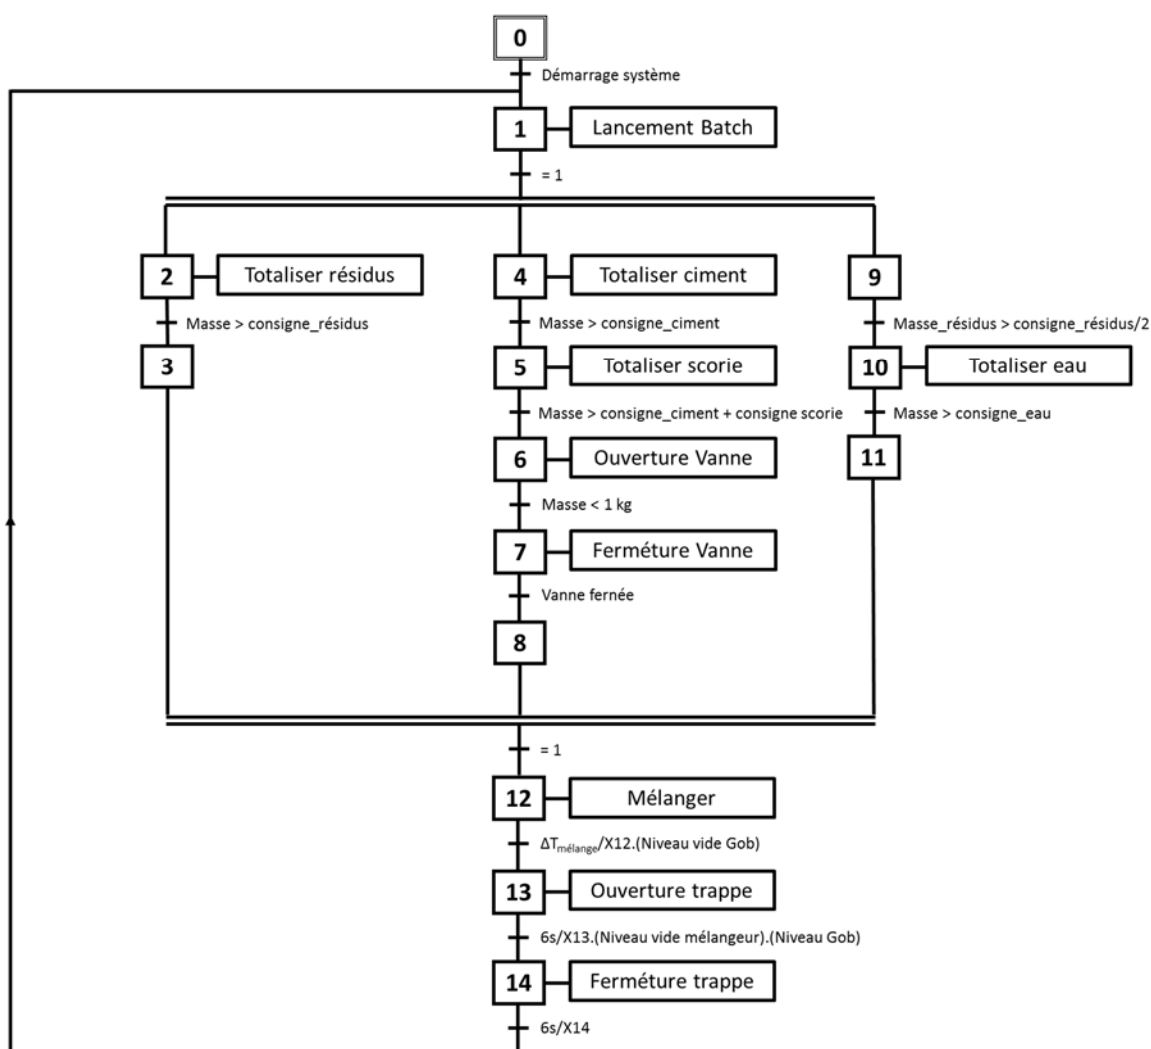 0
Démarrage système
1 Lancement Batch
= 1
2 Totaliser résidus 4 Totaliser ciment 9
Masse > consigne_résidus Masse > consigne_ciment Masse_résidus > consigne_résidus/2
3 5 Totaliser scorie 10 Totaliser eau
Masse > consigne_ciment + consigne scorie Masse > consigne_eau
6 Ouverture Vanne 11
Masse < 1 kg
7 Ferméture Vanne
Vanne fernée
8
= 1
12 Mélanger
ΔTmélange/X12.(Niveau vide Gob)
13 Ouverture trappe
6s/X13.(Niveau vide mélangeur).(Niveau Gob)
14 Ferméture trappe
6s/X14